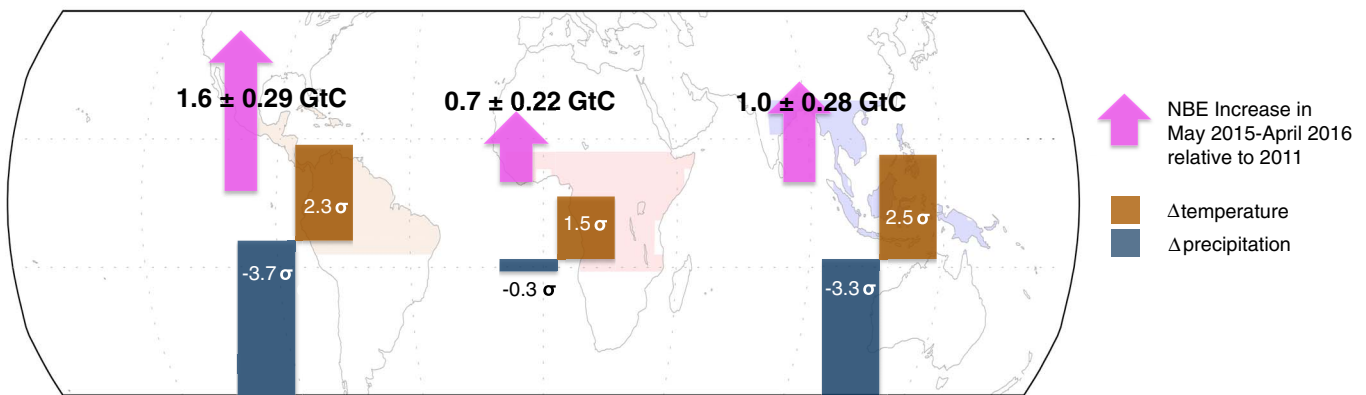 1.6 ± 0.29 GtC
0.7 ± 0.22 GtC
1.0 ± 0.28 GtC
NBE Increase in
May 2015-April 2016
relative to 2011
2.3 σ
1.5 σ
2.5 σ
Δtemperature
Δprecipitation
-3.7 σ
-0.3 σ
-3.3 σ